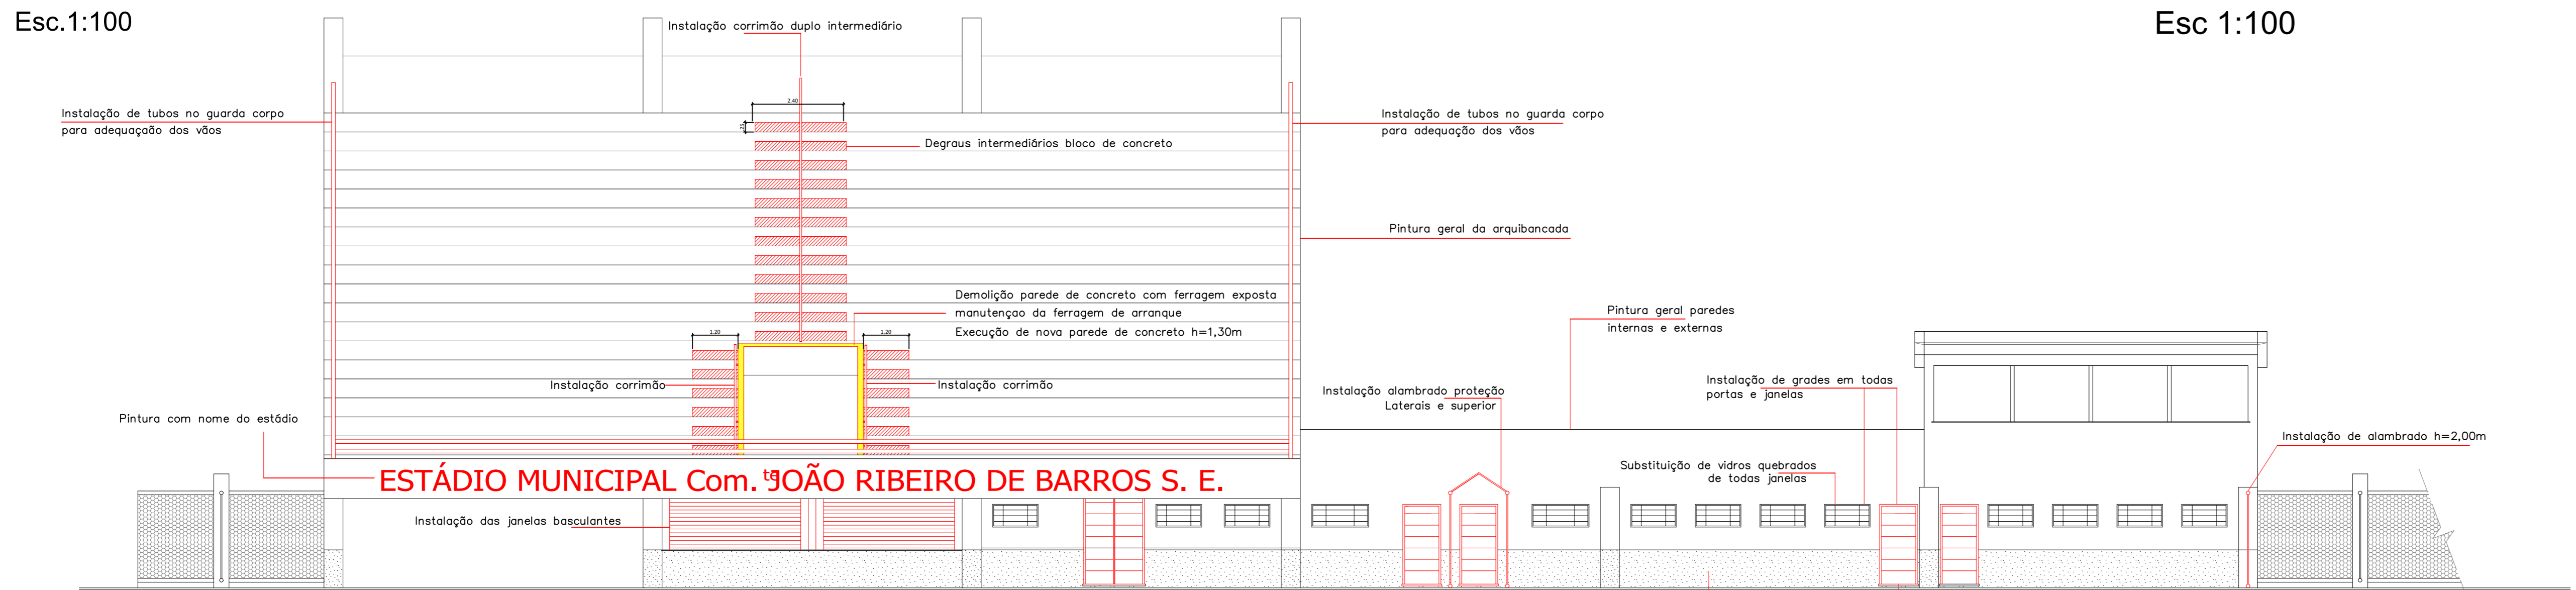 Esc.1:100
Esc 1:100
Instalação corrimão duplo intermediário
Instalação de tubos no guarda corpo
para adequaçaão dos vãos
2.40
.25
Degraus intermediários bloco de concreto
Instalação de tubos no guarda corpo
para adequação dos vãos
Pintura geral da arquibancada
Demolição parede de concreto com ferragem exposta
manutençao da ferragem de arranque
Execução de nova parede de concreto h=1,30m
1.20
1.20
Pintura geral paredes
internas e externas
Instalação corrimão
Instalação corrimão
Instalação alambrado proteção
Laterais e superior
Instalação de grades em todas
portas e janelas
Pintura com nome do estádio
Instalação de alambrado h=2,00m
Substituição de vidros quebrados
de todas janelas
ESTÁDIO MUNICIPAL Com. te JOÃO RIBEIRO DE BARROS S. E.
Instalação das janelas basculantes